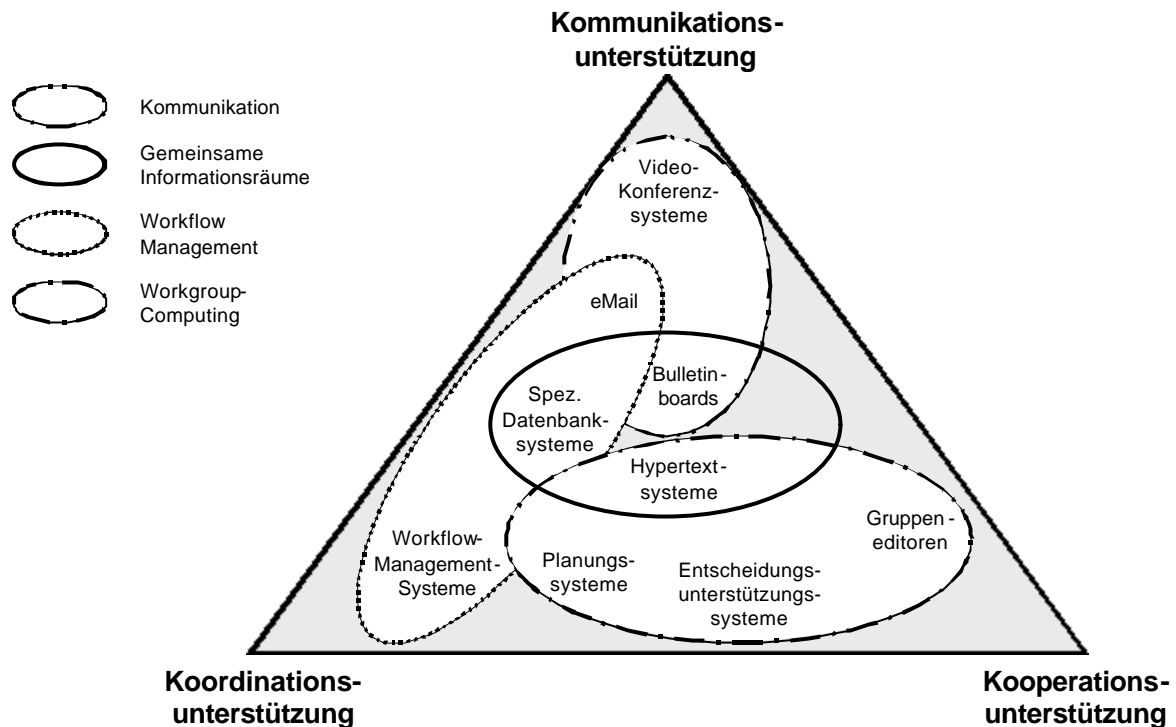 Kommunikations-
unterstützung
Kommunikation
Gemeinsame
Informationsräume
Workflow
Management
Workgroup-
Computing
Video-
Konferenz-
systeme
eMail
Bulletin-
boards
Spez.
Datenbank-
systeme
Hypertext-
systeme
Gruppen-
editoren
Workflow-
Management-
Systeme
Planungs-
systeme
Entscheidungs-
unterstützungs-
systeme
Koordinations-
unterstützung
Kooperations-
unterstützung